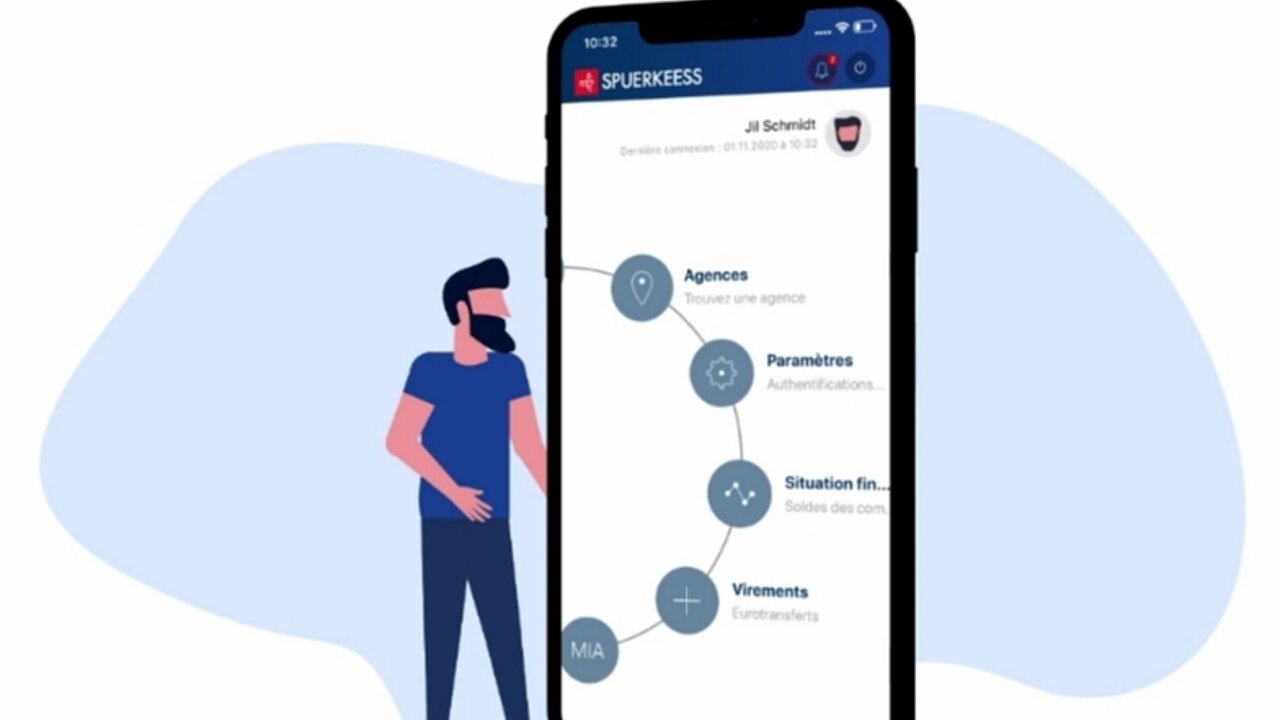 10:32
SPUERKEESS
2
Jil Schmidt
Dernière connexion : 01.11.2020 à 10:32
Agences
Trouvez une agence
Paramètres
Authentifications...
Situation fin...
Soldes des com.
Virements
Eurotransferts
MIA